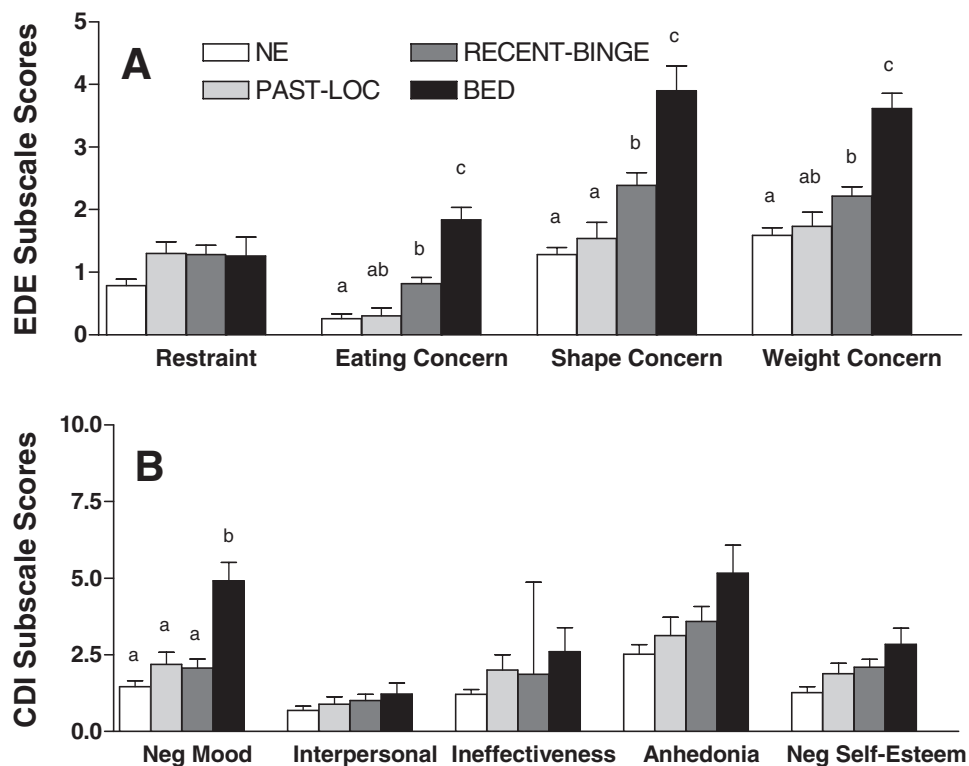 EDE Subscale Scores
5
4
3
2
1
0
A
NE
RECENT-BINGE
PAST-LOC
BED
a ab b c
a a b c
a ab b c
Restraint Eating Concern Shape Concern Weight Concern
CDI Subscale Scores
10.0
7.5
5.0
2.5
0.0
B
a a a b
Neg Mood Interpersonal Ineffectiveness Anhedonia Neg Self-Esteem